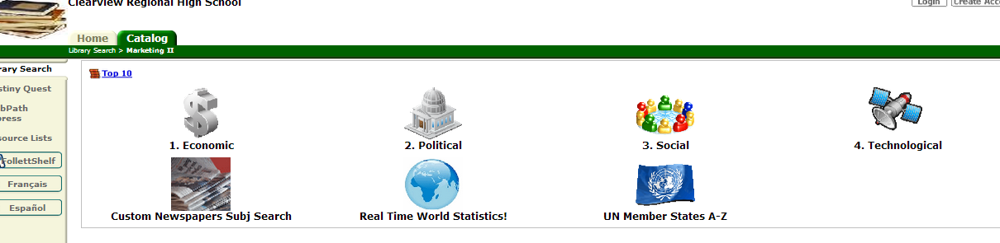 Clearview Regional High School
Login
Home
Catalog
Library Search > Marketing II
rary Search
stiny Quest
bPath
press
source Lists
FollettShelf
Français
Español
Top 10
1. Economic
2. Political
3. Social
4. Technological
Custom Newspapers Subj Search
Real Time World Statistics!
UN Member States A-Z